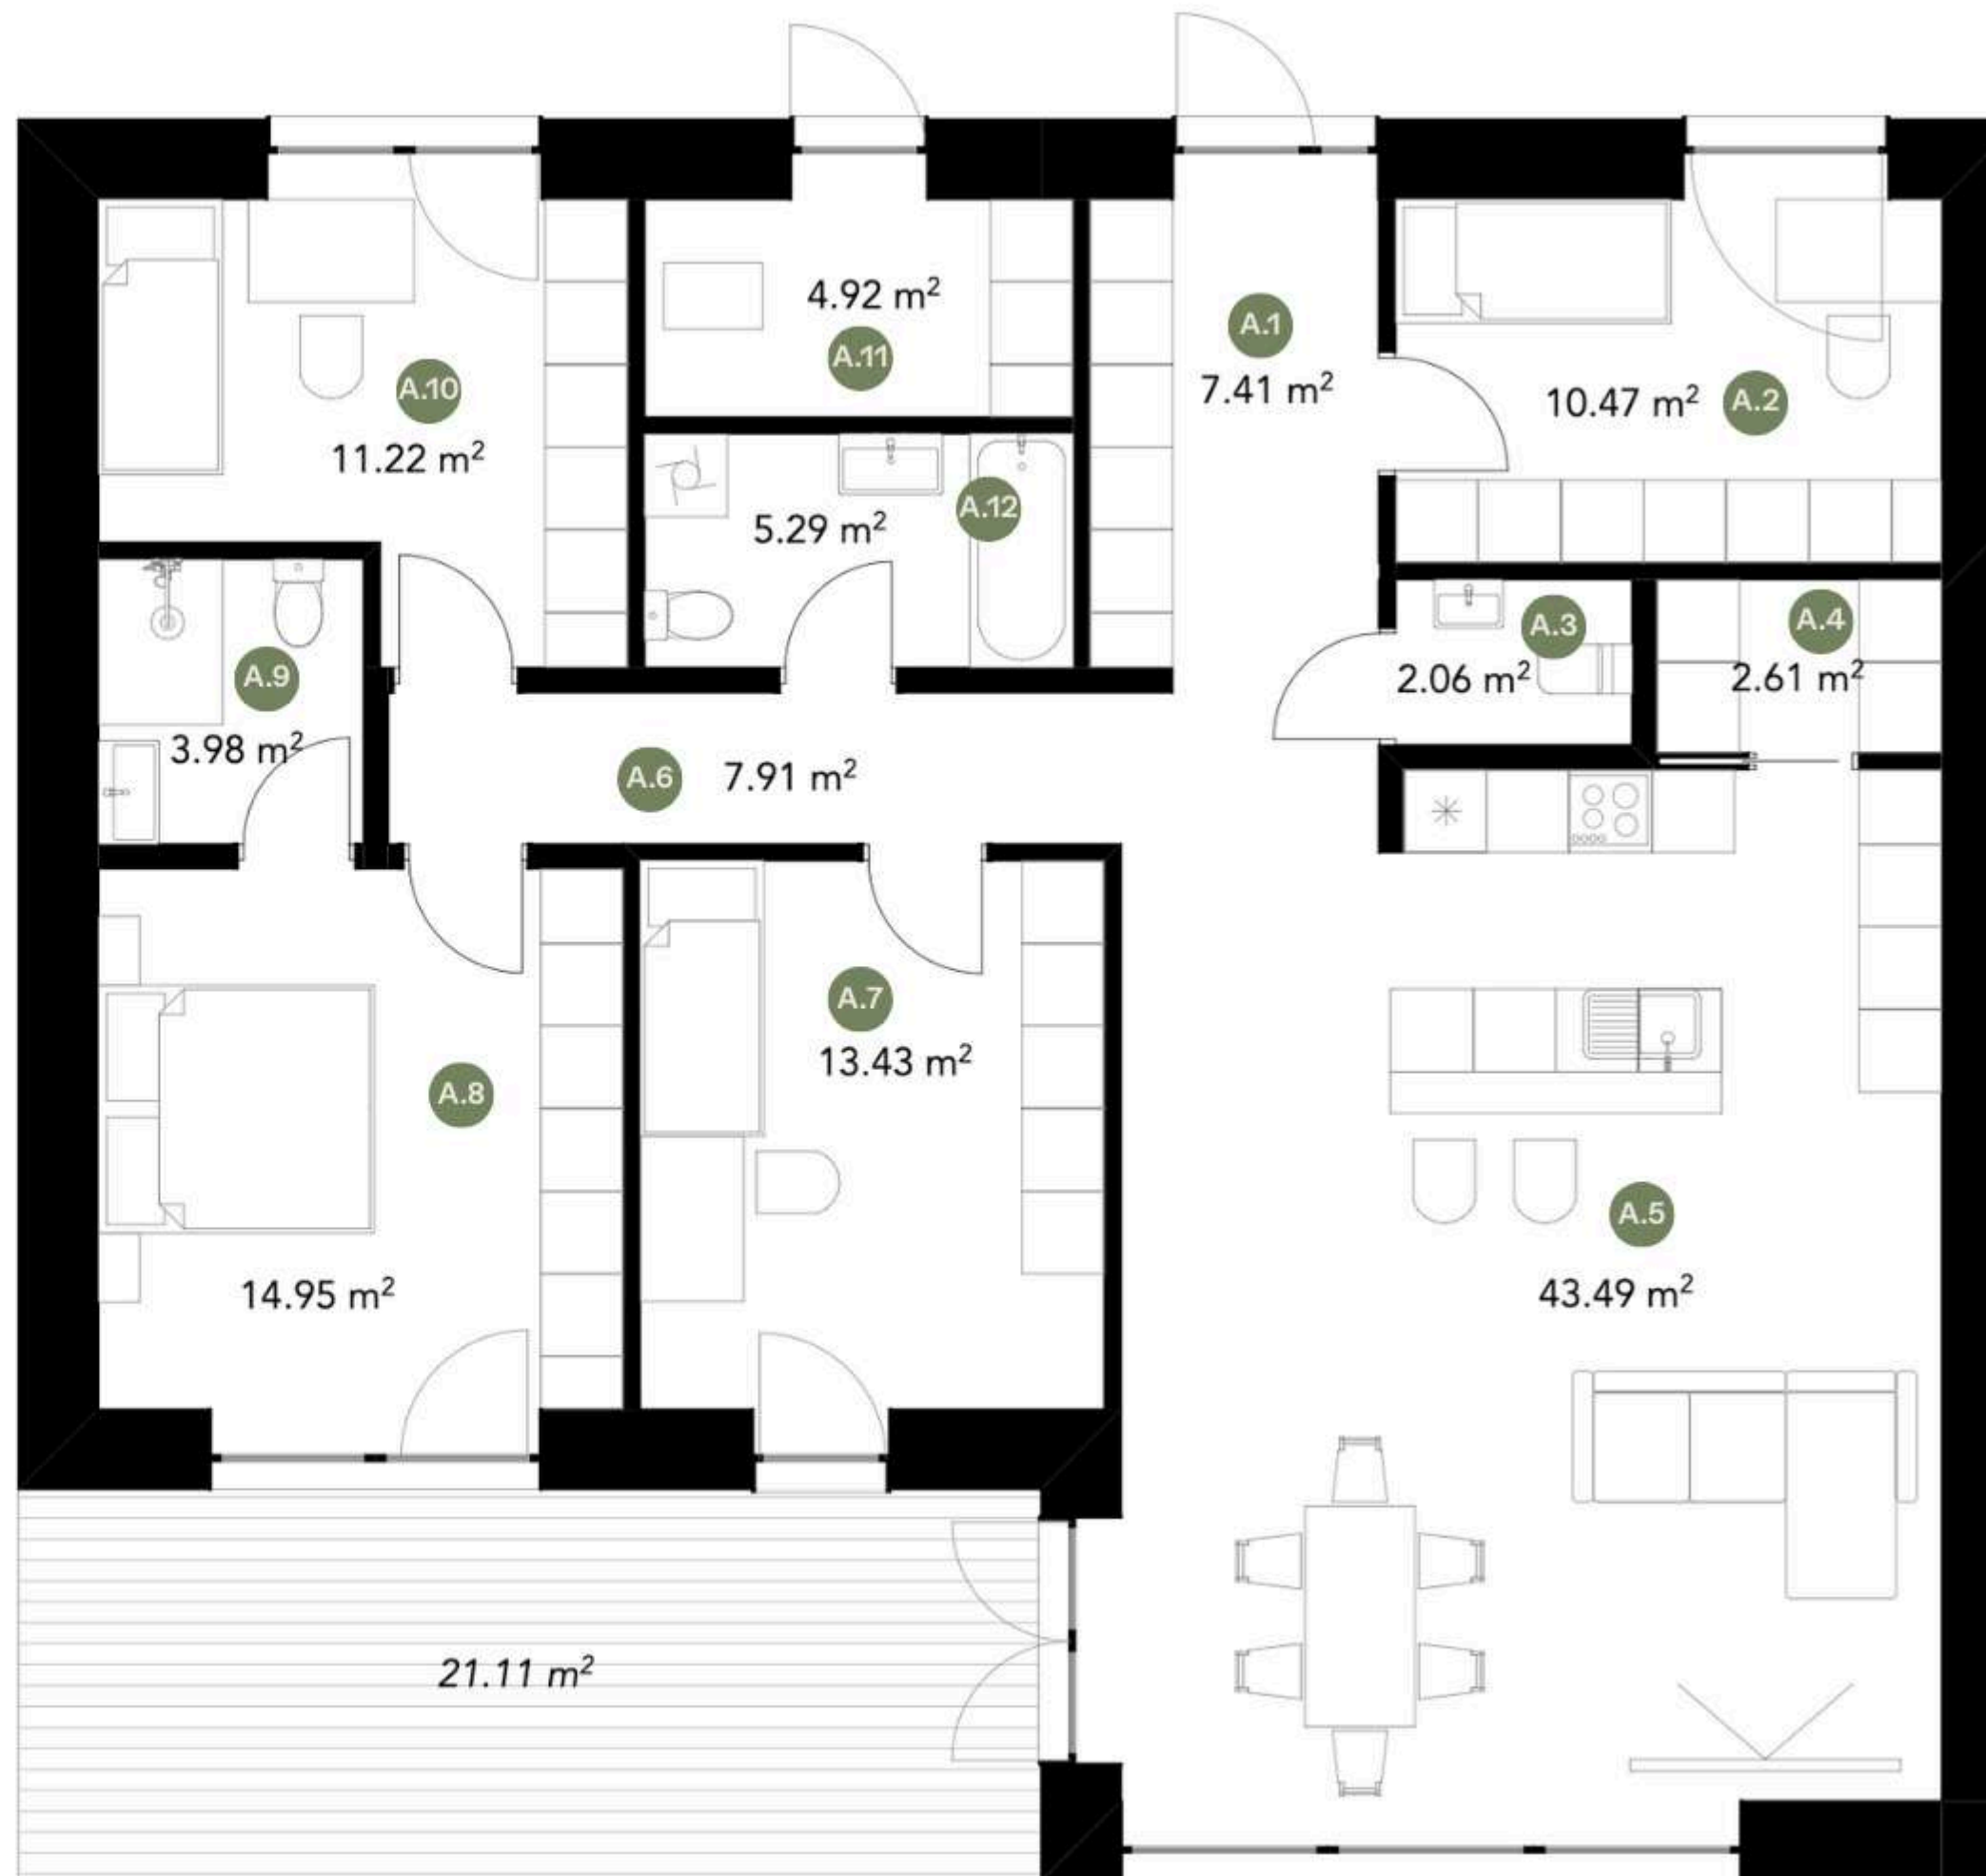 4.92 m²
A.11
A.1
7.41 m²
A.10
11.22 m²
10.47 m²
A.2
5.29 m²
A.12
A.9
3.98 m²
A.3
2.06 m²
A.4
2.61 m²
A.6
7.91 m²
A.7
13.43 m²
A.8
14.95 m²
A.5
43.49 m²
21.11 m²